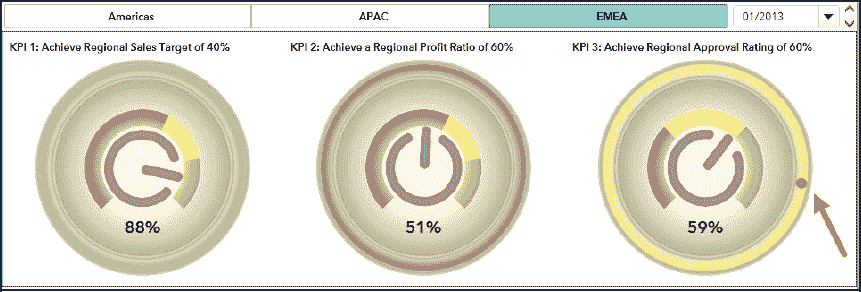 Americas
APAC
EMEA
01/2013
KPI 1: Achieve Regional Sales Target of 40%
KPI 2: Achieve a Regional Profit Ratio of 60%
KPI 3: Achieve Regional Approval Rating of 60%
88%
51%
59%